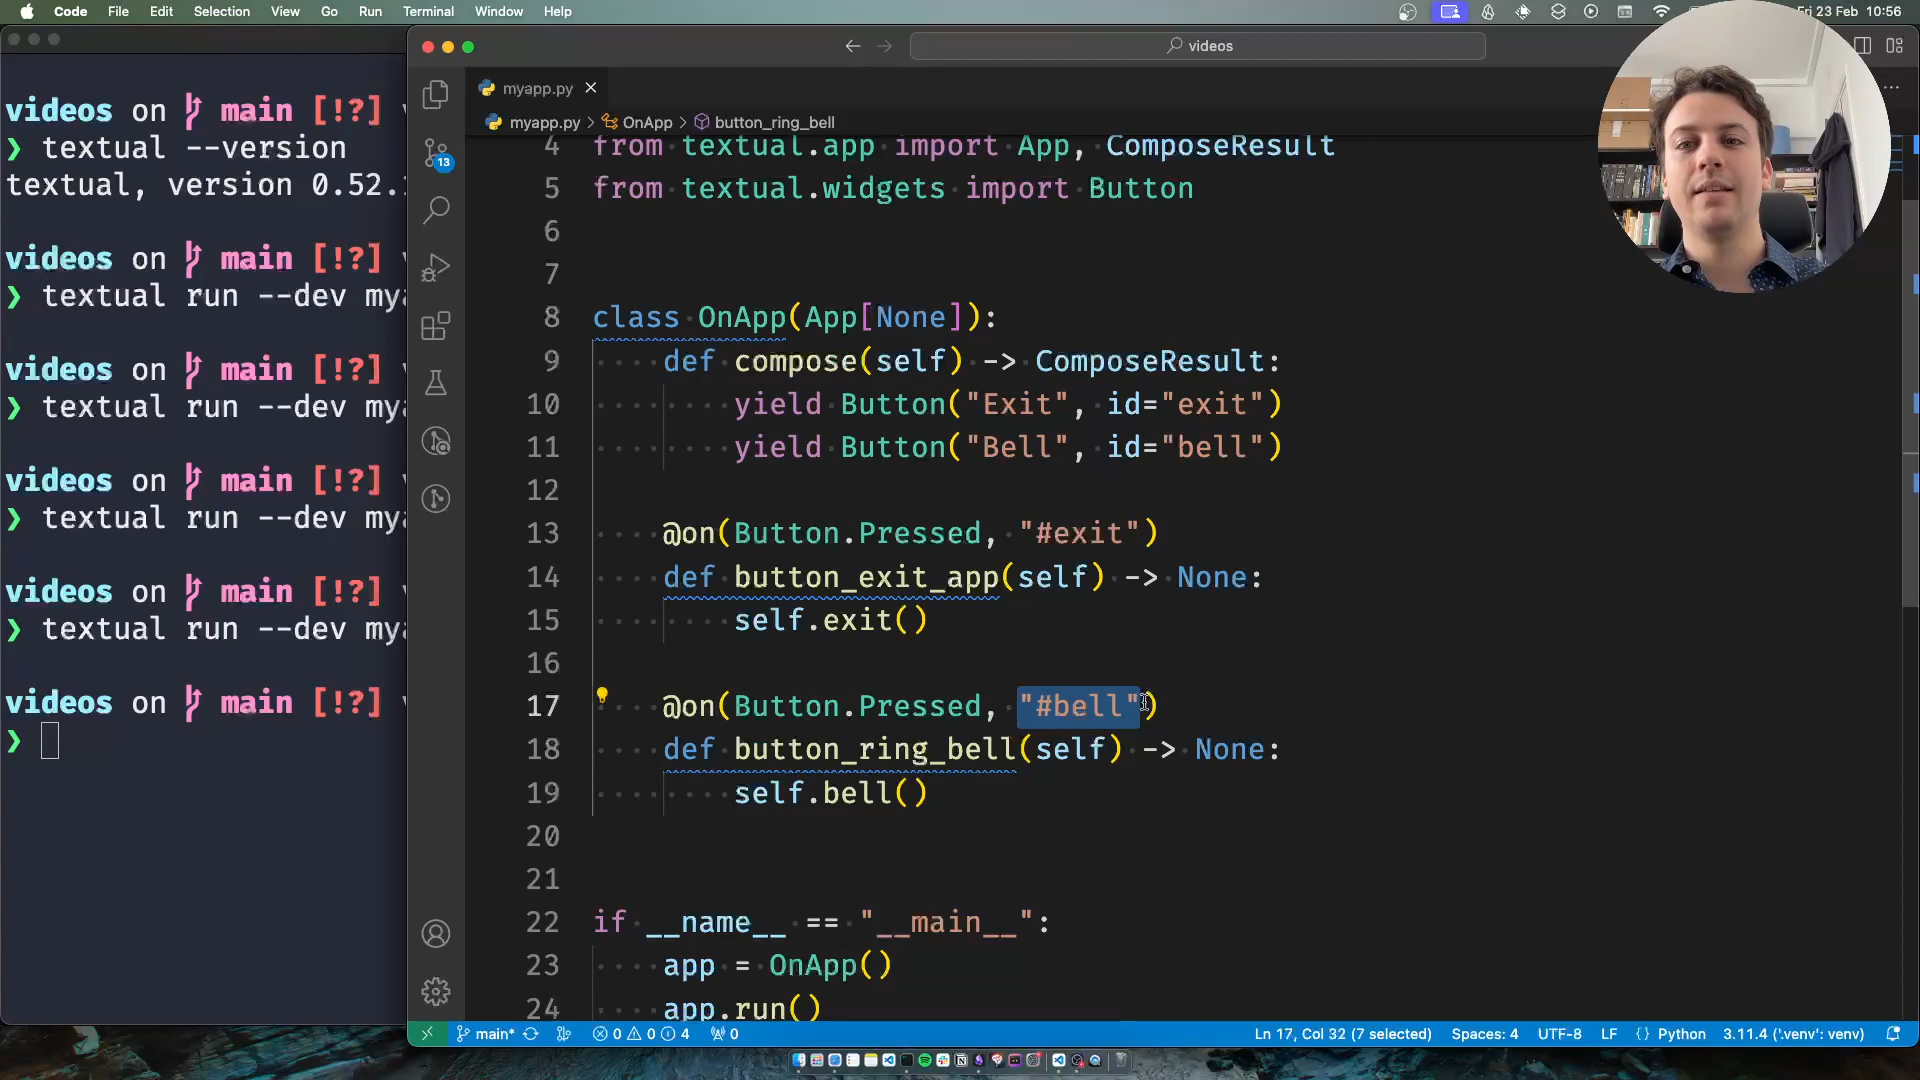 Code File Edit Selection View Go Run Terminal Window Help
Fri 23 Feb 10:56
videos on main [!?]
❯ textual --version
textual, version 0.52.
videos on main [!?]
❯ textual run --dev mya
videos on main [!?]
❯ textual run --dev mya
videos on main [!?]
❯ textual run --dev mya
videos on main [!?]
❯ textual run --dev mya
videos on main [!?]
❯
videos
myapp.py
myapp.py > OnApp > button_ring_bell
13
4 from textual.app import App, ComposeResult
5 from textual.widgets import Button
6
7
8 class OnApp(App[None]):
9 def compose(self) -> ComposeResult:
10 yield Button("Exit", id="exit")
11 yield Button("Bell", id="bell")
12
13 @on(Button.Pressed, "#exit")
14 def button_exit_app(self) -> None:
15 self.exit()
16
17 @on(Button.Pressed, "#bell")
18 def button_ring_bell(self) -> None:
19 self.bell()
20
21
22 if __name__ == "__main__":
23 app = OnApp()
24 app.run()
main* 0 0 4 0
Ln 17, Col 32 (7 selected) Spaces: 4 UTF-8 LF {} Python 3.11.4 ('.venv': venv)